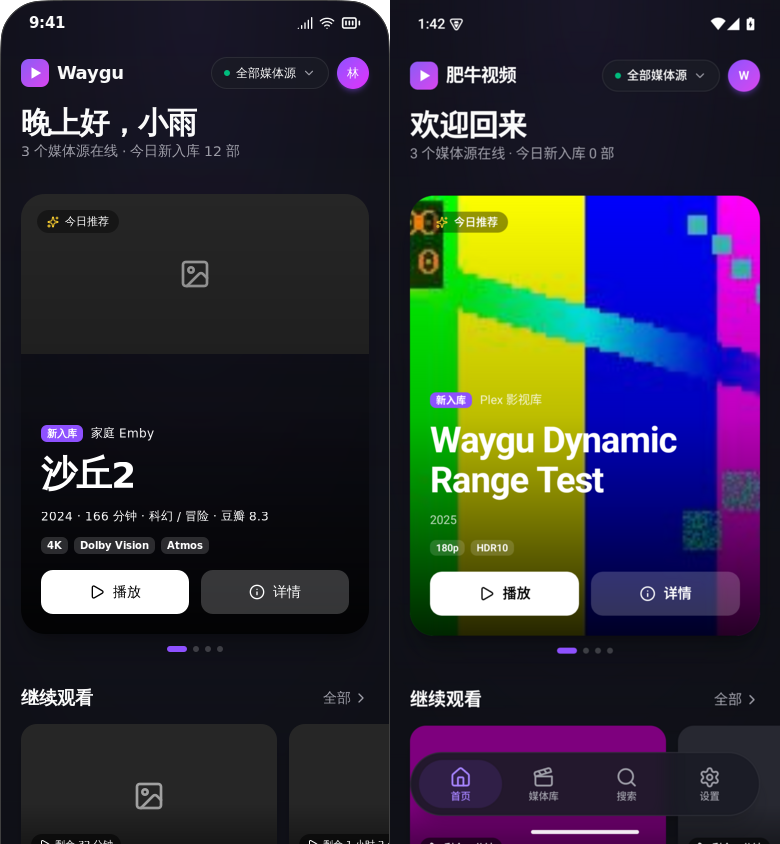 9:41
Waygu
全部媒体源
林
晚上好，小雨
3 个媒体源在线 · 今日新入库 12 部
今日推荐
新入库 家庭 Emby
沙丘2
2024 · 166 分钟 · 科幻 / 冒险 · 豆瓣 8.3
4K Dolby Vision Atmos
播放 详情
继续观看 全部
1:42
肥牛视频
全部媒体源
W
欢迎回来
3 个媒体源在线 · 今日新入库 0 部
今日推荐
0
新入库 Plex 影视库
Waygu Dynamic
Range Test
2025
180p HDR10
播放 详情
继续观看 全部
首页 媒体库 搜索 设置